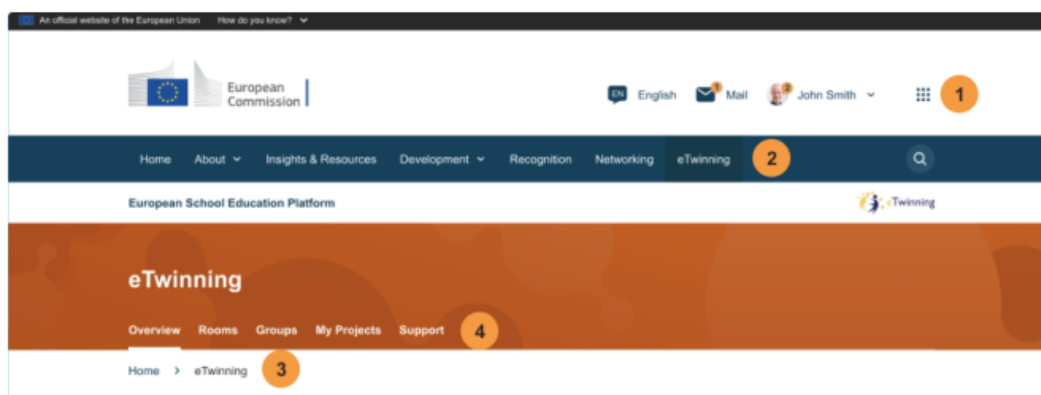 An official website of the European Union How do you know?
European
Commission
EN English 1 Mail 2 John Smith 1
Home About Insights & Resources Development Recognition Networking eTwinning 2
European School Education Platform eTwinning
eTwinning
Overview Rooms Groups My Projects Support 4
Home > eTwinning 3